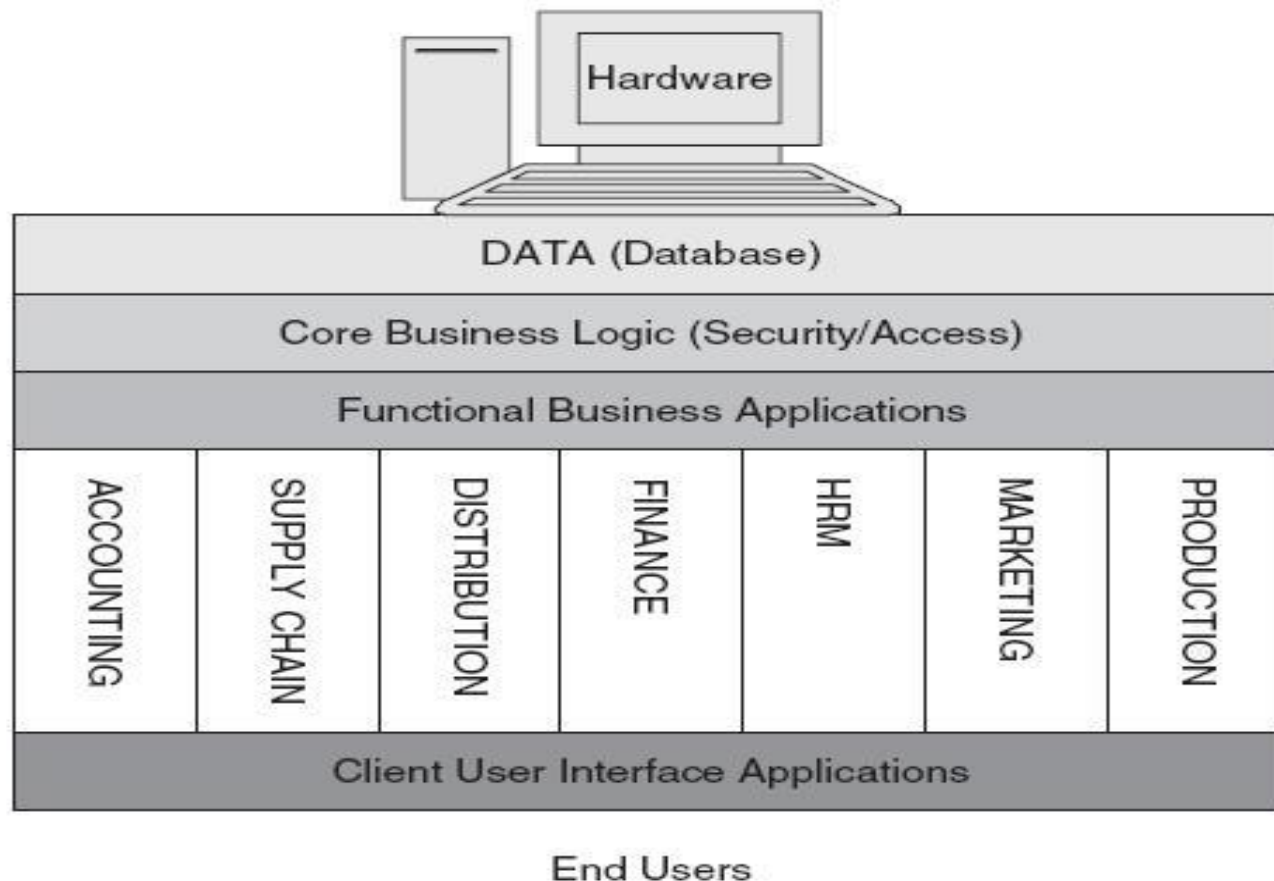 Hardware
DATA (Database)
Core Business Logic (Security/Access)
Functional Business Applications
ACCOUNTING
SUPPLY CHAIN
DISTRIBUTION
FINANCE
HRM
MARKETING
PRODUCTION
Client User Interface Applications
End Users